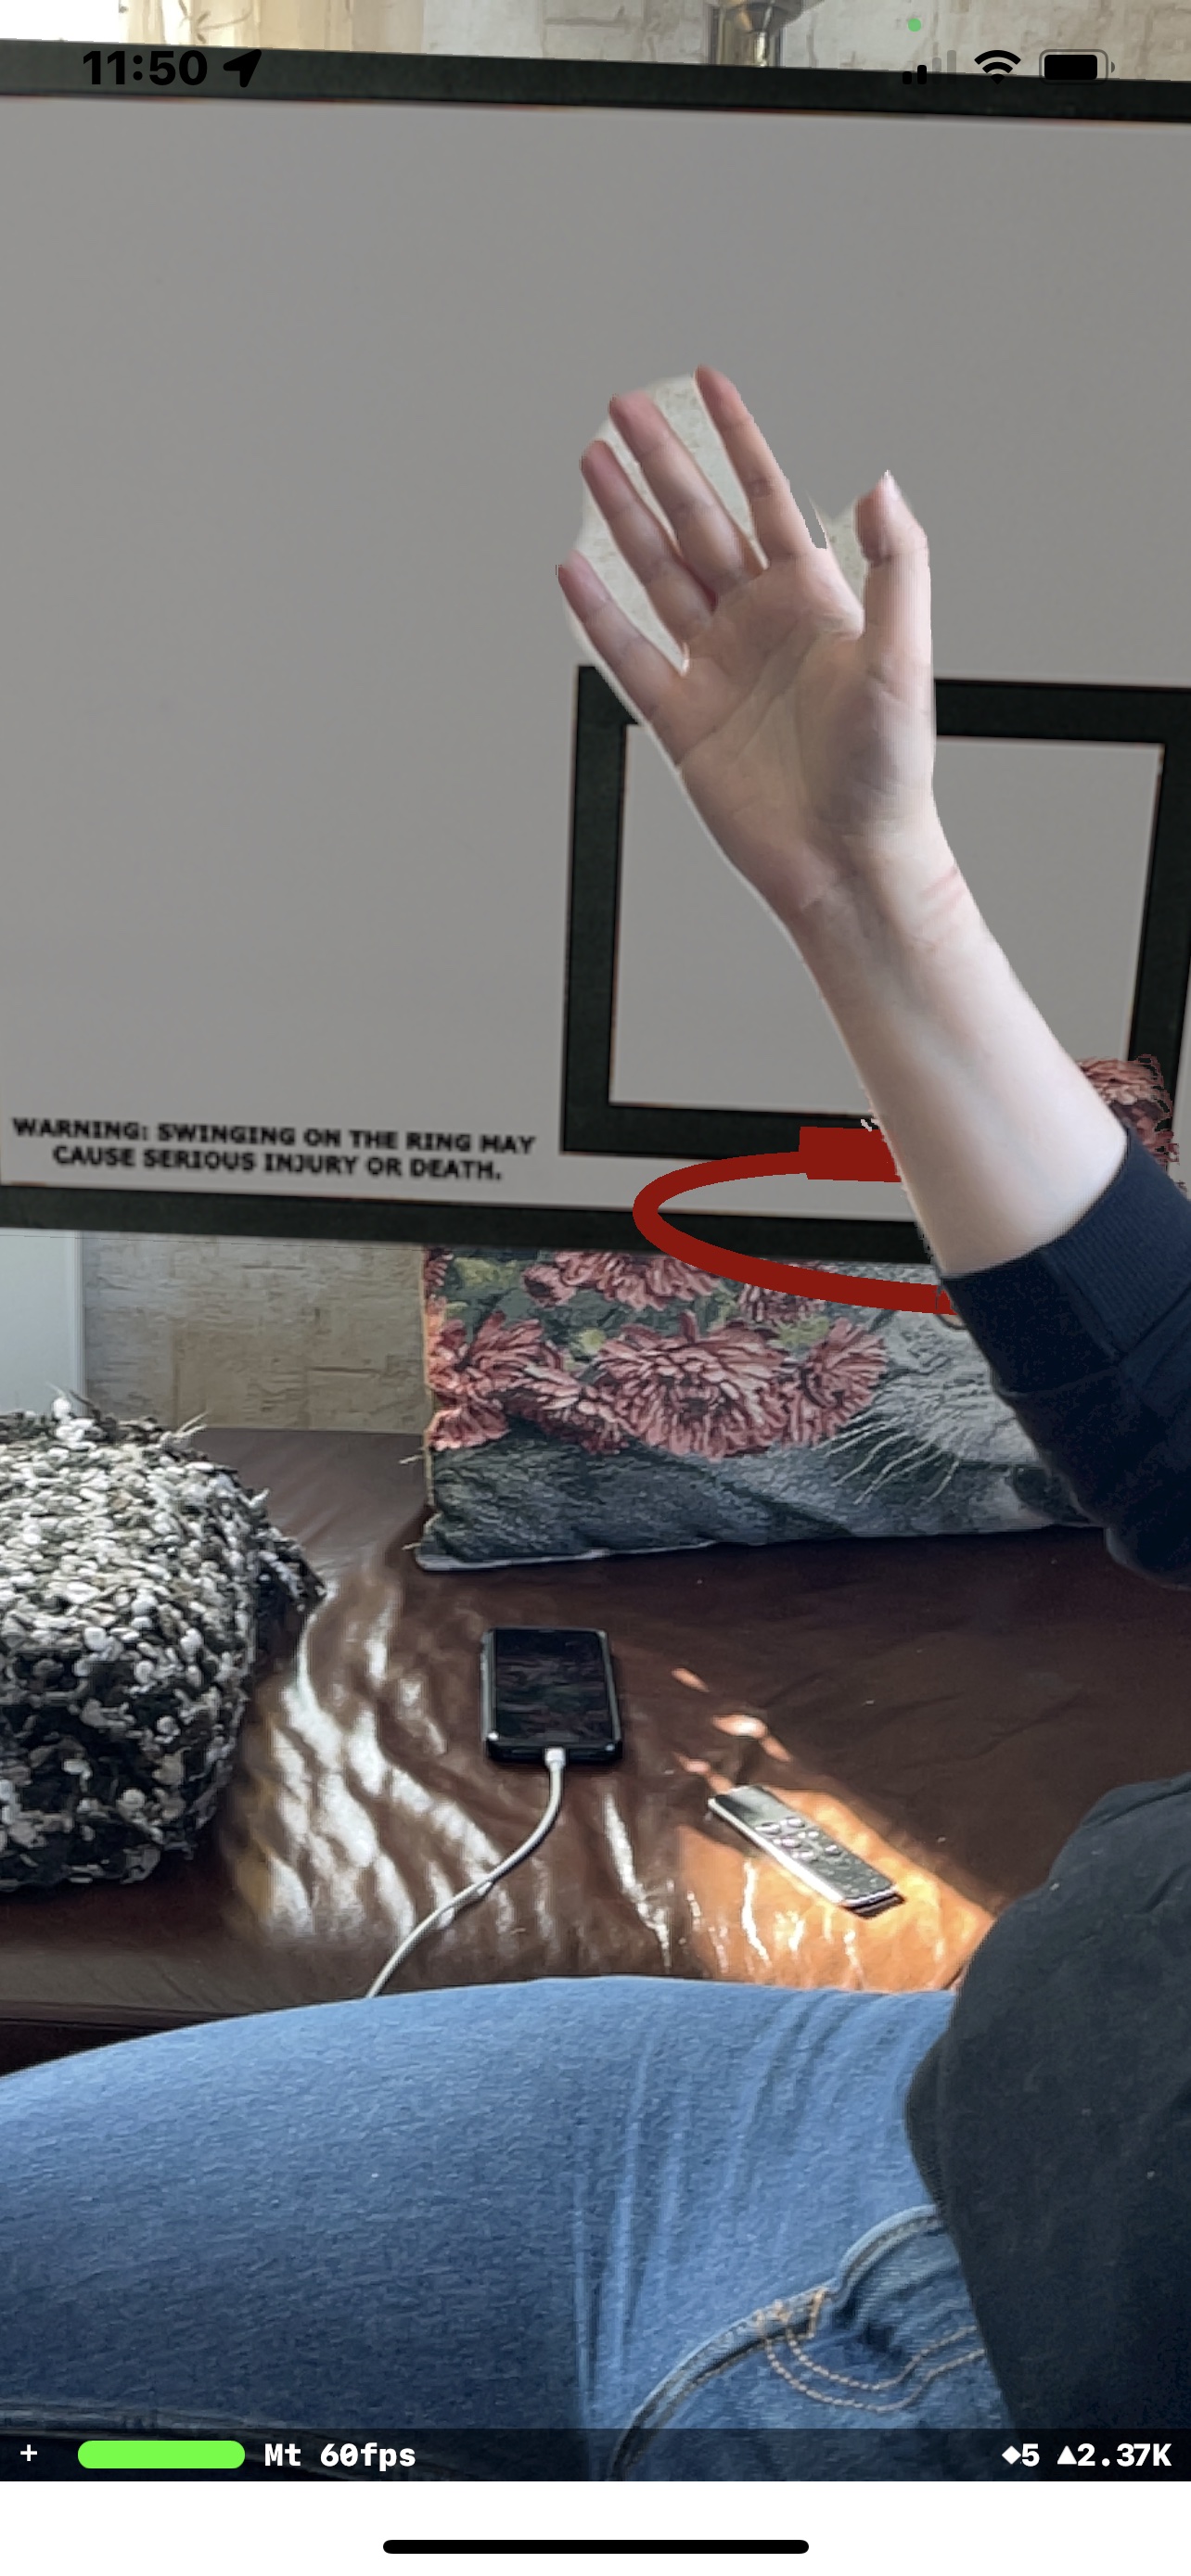 11:50
WARNING: SWINGING ON THE RING MAY
CAUSE SERIOUS INJURY OR DEATH.
+ Mt 60fps ◆5 ▲2.37K